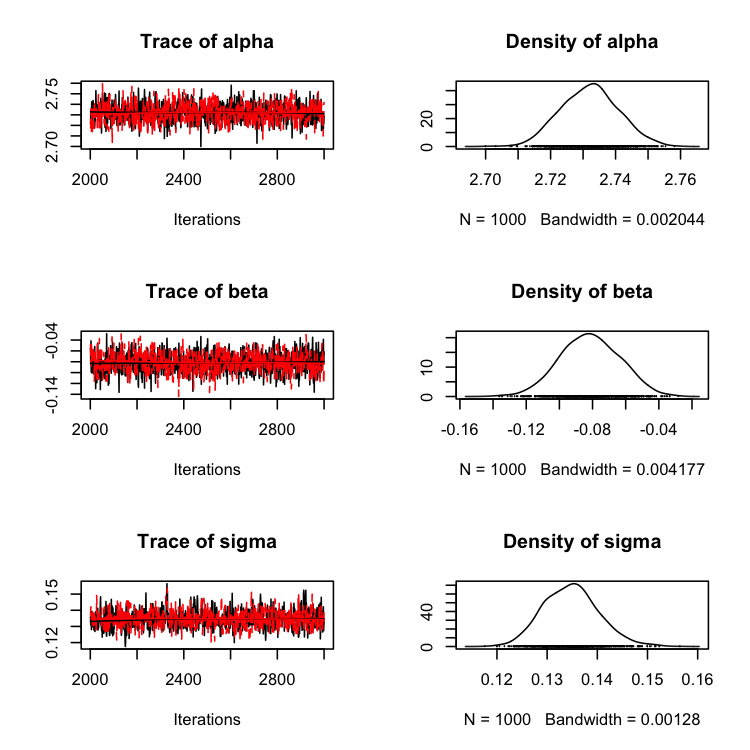 Trace of alpha
2.70 2.75
2000 2400 2800
Iterations
Density of alpha
0 20
2.70 2.72 2.74 2.76
N = 1000 Bandwidth = 0.002044
Trace of beta
-0.14 -0.04
2000 2400 2800
Iterations
Density of beta
0 10
-0.16 -0.12 -0.08 -0.04
N = 1000 Bandwidth = 0.004177
Trace of sigma
0.12 0.15
2000 2400 2800
Iterations
Density of sigma
0 40
0.12 0.13 0.14 0.15 0.16
N = 1000 Bandwidth = 0.00128